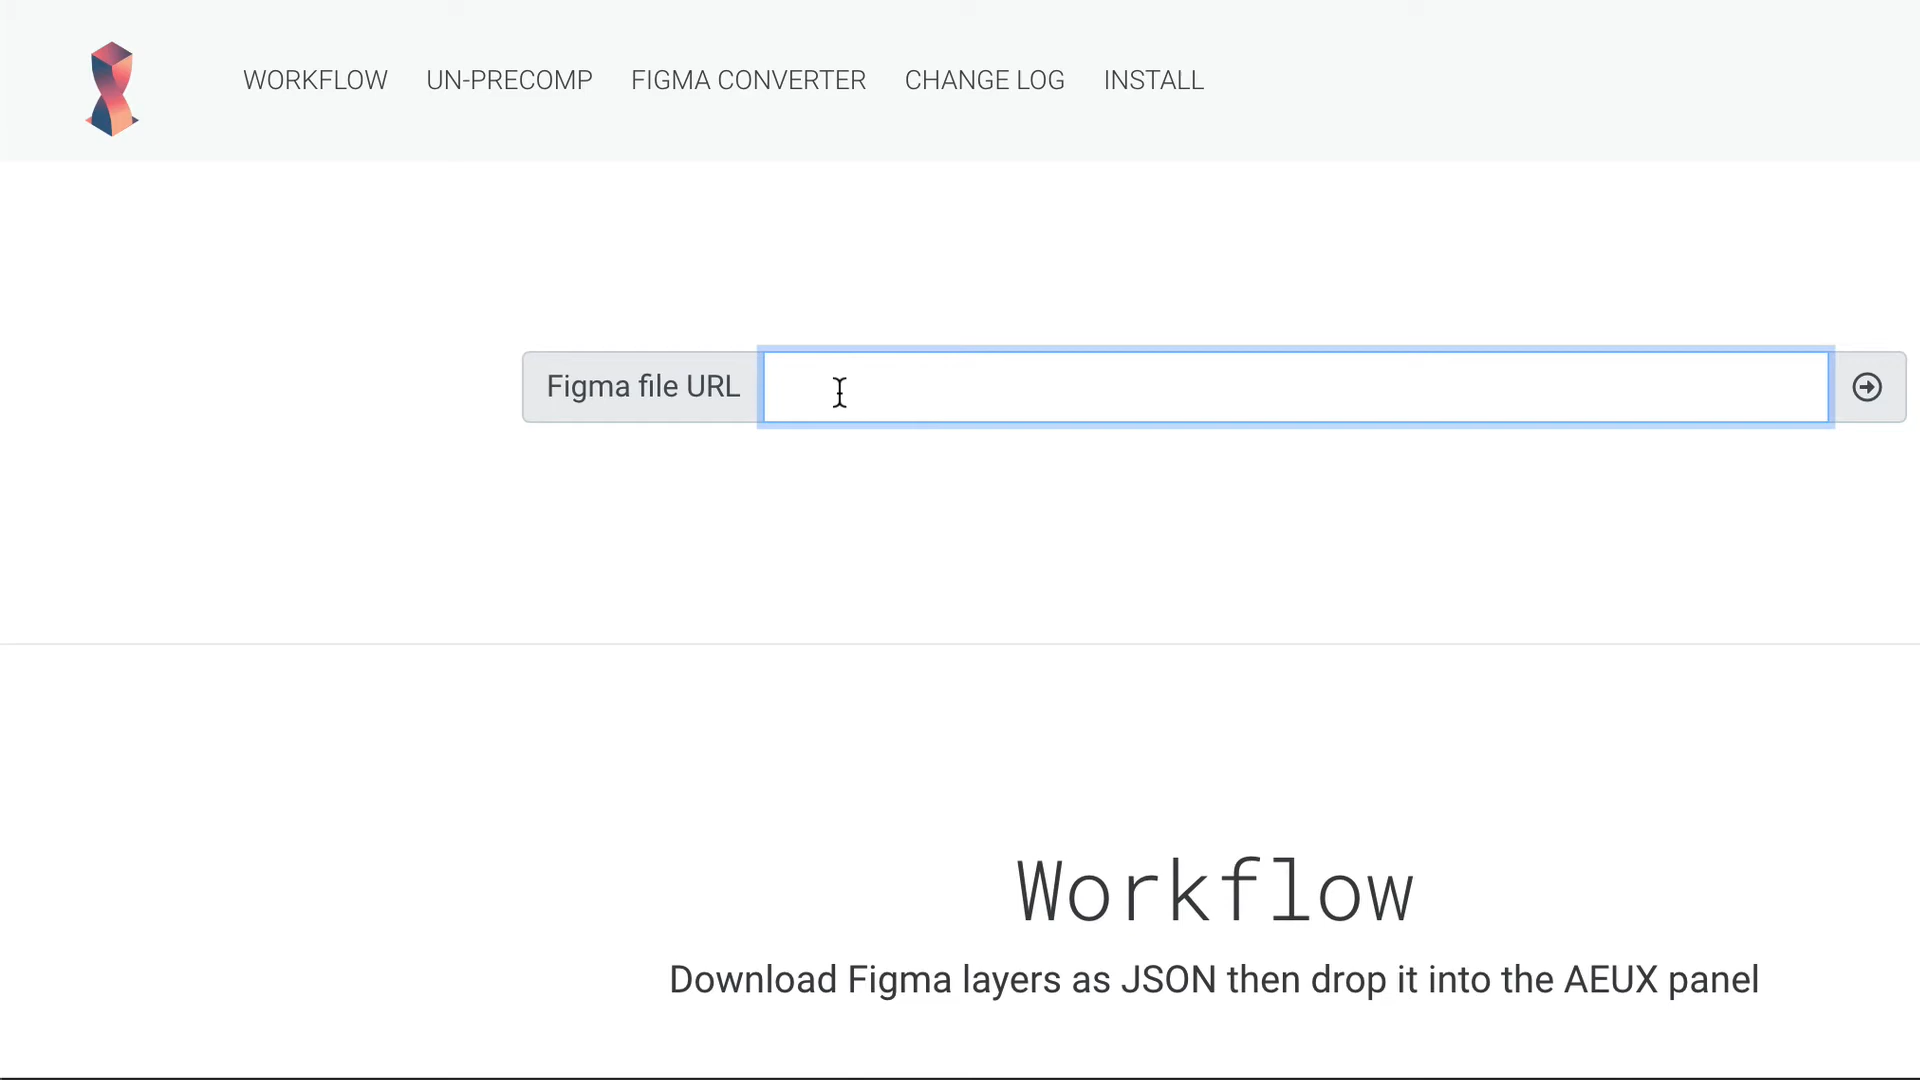 WORKFLOW UN-PRECOMP FIGMA CONVERTER CHANGE LOG INSTALL
Figma file URL
Workflow
Download Figma layers as JSON then drop it into the AEUX panel